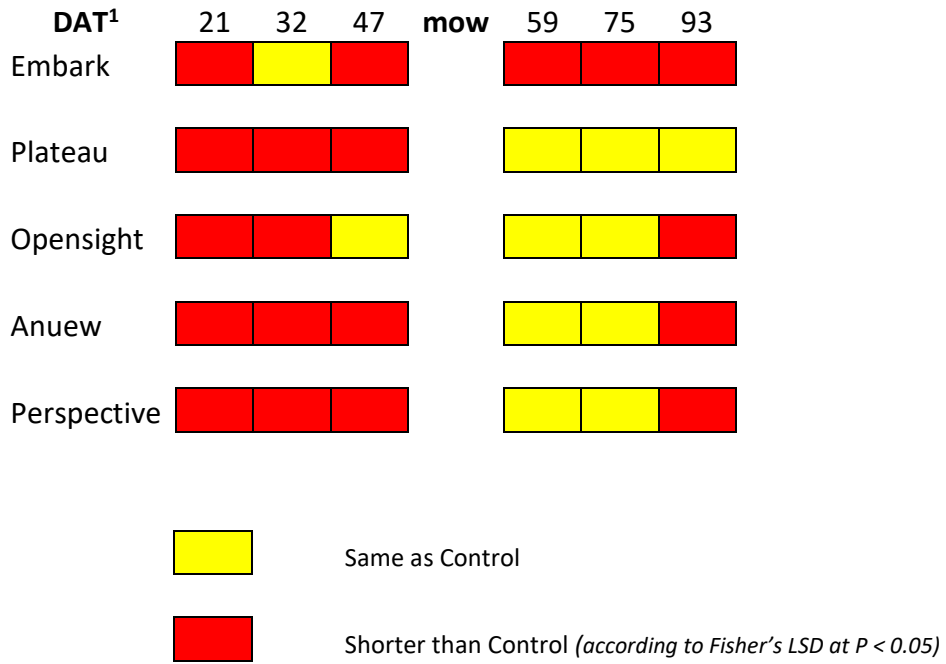 DAT¹ 21 32 47 mow 59 75 93
Embark
Plateau
Opensight
Anuew
Perspective
Same as Control
Shorter than Control (according to Fisher’s LSD at P < 0.05)